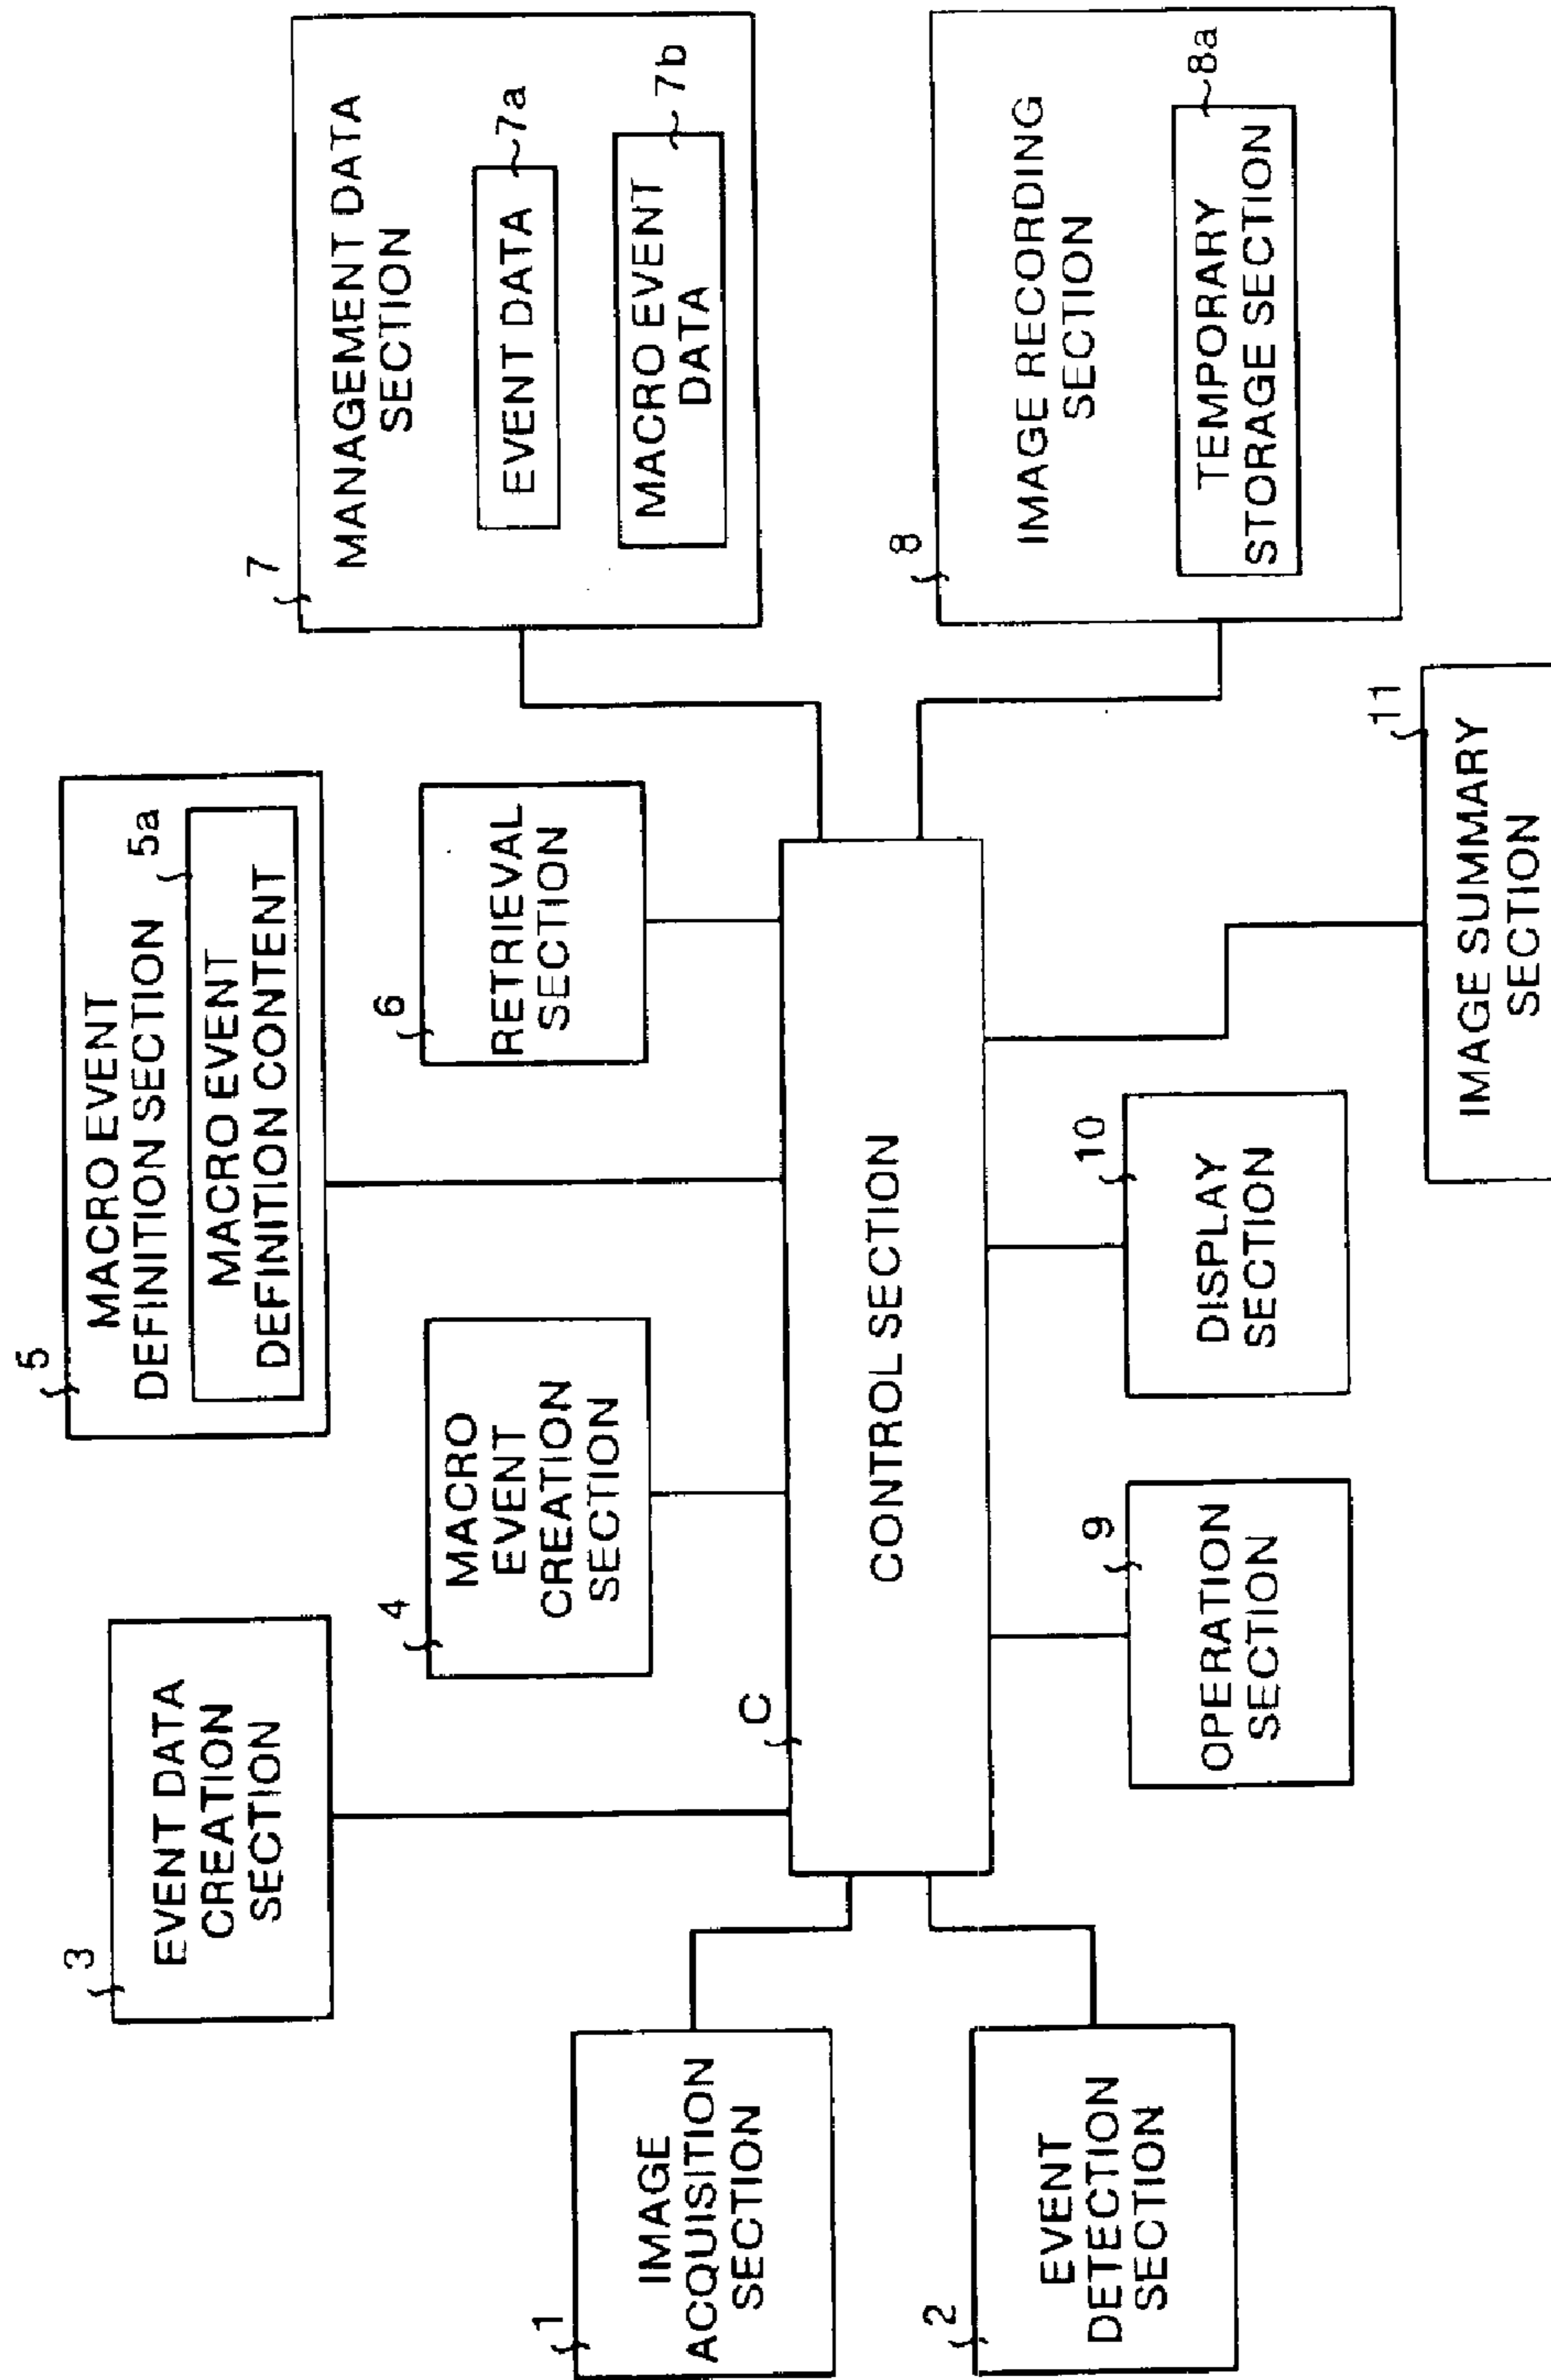 3
EVENT DATA
CREATION
SECTION
5
MACRO EVENT
DEFINITION SECTION
5a
MACRO EVENT
DEFINITION CONTENT
4
MACRO
EVENT
CREATION
SECTION
6
RETRIEVAL
SECTION
7
MANAGEMENT DATA
SECTION
EVENT DATA
7a
MACRO EVENT
DATA
7b
1
IMAGE
ACQUISITION
SECTION
C
CONTROL SECTION
2
EVENT
DETECTION
SECTION
9
OPERATION
SECTION
10
DISPLAY
SECTION
8
IMAGE RECORDING
SECTION
TEMPORARY
STORAGE SECTION
8a
11
IMAGE SUMMARY
SECTION